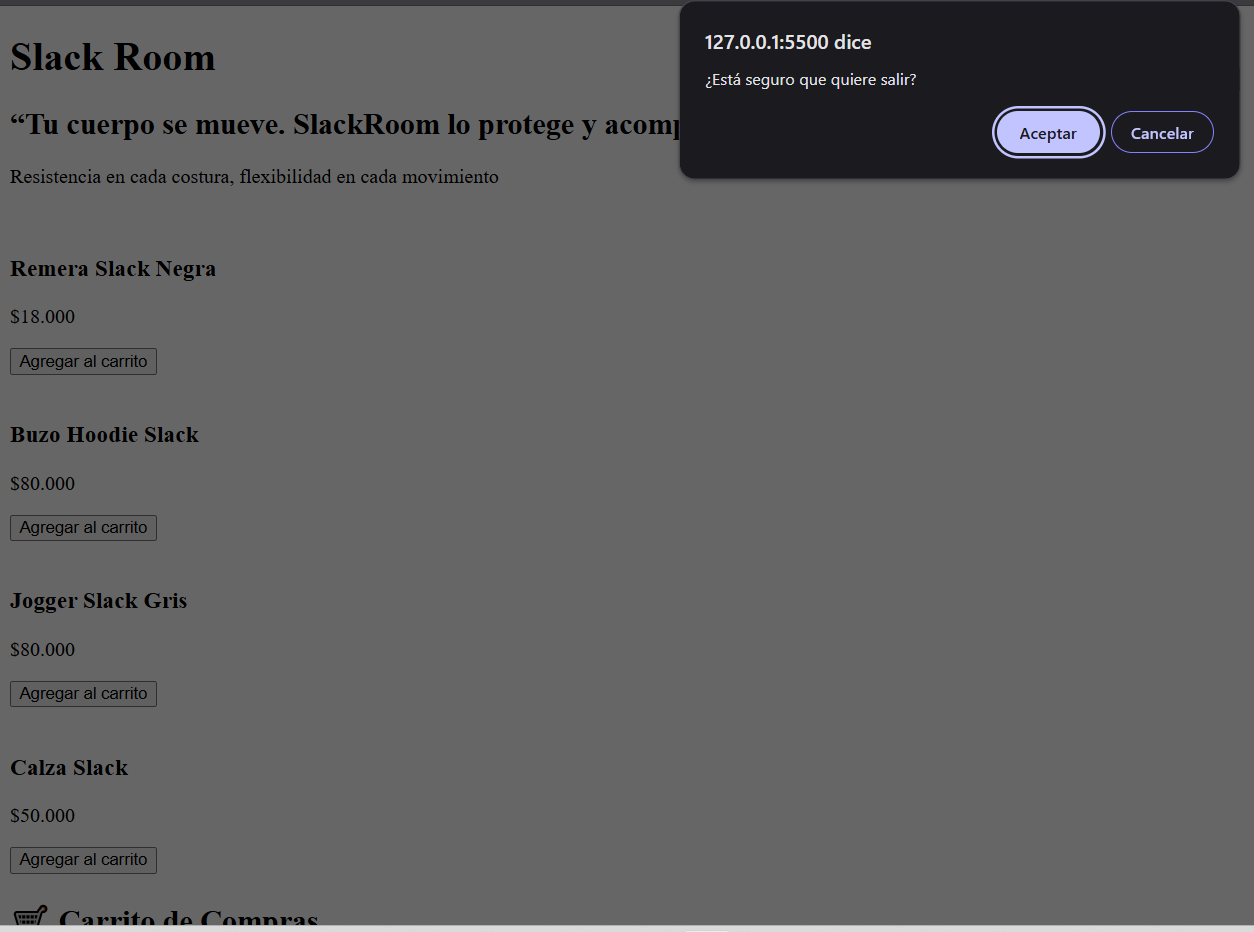 Slack Room
“Tu cuerpo se mueve. SlackRoom lo protege y
Resistencia en cada costura, flexibilidad en cada movimiento
127.0.0.1:5500 dice
¿Está seguro que quiere salir?
Aceptar
Cancelar
Remera Slack Negra
$18.000
Agregar al carrito
Buzo Hoodie Slack
$80.000
Agregar al carrito
Jogger Slack Gris
$80.000
Agregar al carrito
Calza Slack
$50.000
Agregar al carrito
Carrito de Compras